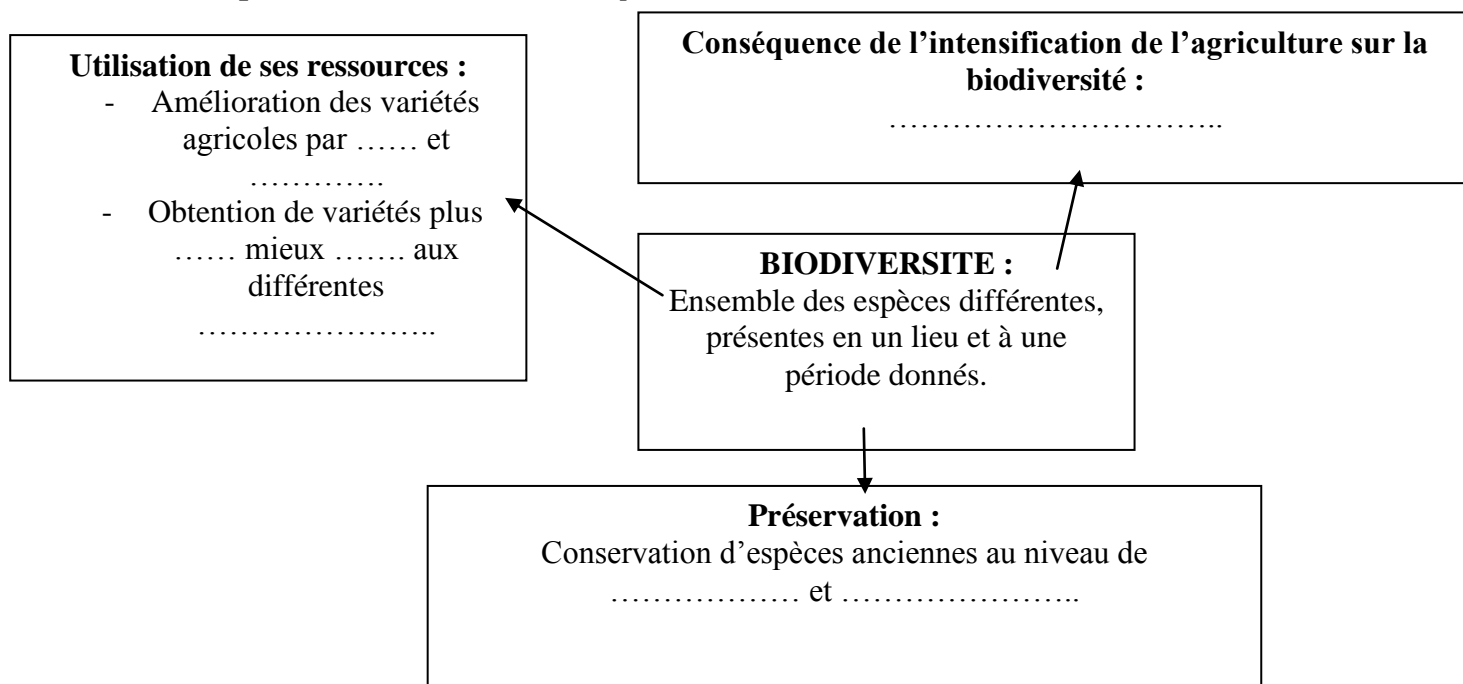 Utilisation de ses ressources :
- Amélioration des variétés
agricoles par …… et
………….
- Obtention de variétés plus
…… mieux ……. aux
différentes
…………………..
Conséquence de l’intensification de l’agriculture sur la
biodiversité :
…………………………..
BIODIVERSITE :
Ensemble des espèces différentes,
présentes en un lieu et à une
période donnés.
Préservation :
Conservation d’espèces anciennes au niveau de
……………… et …………………..